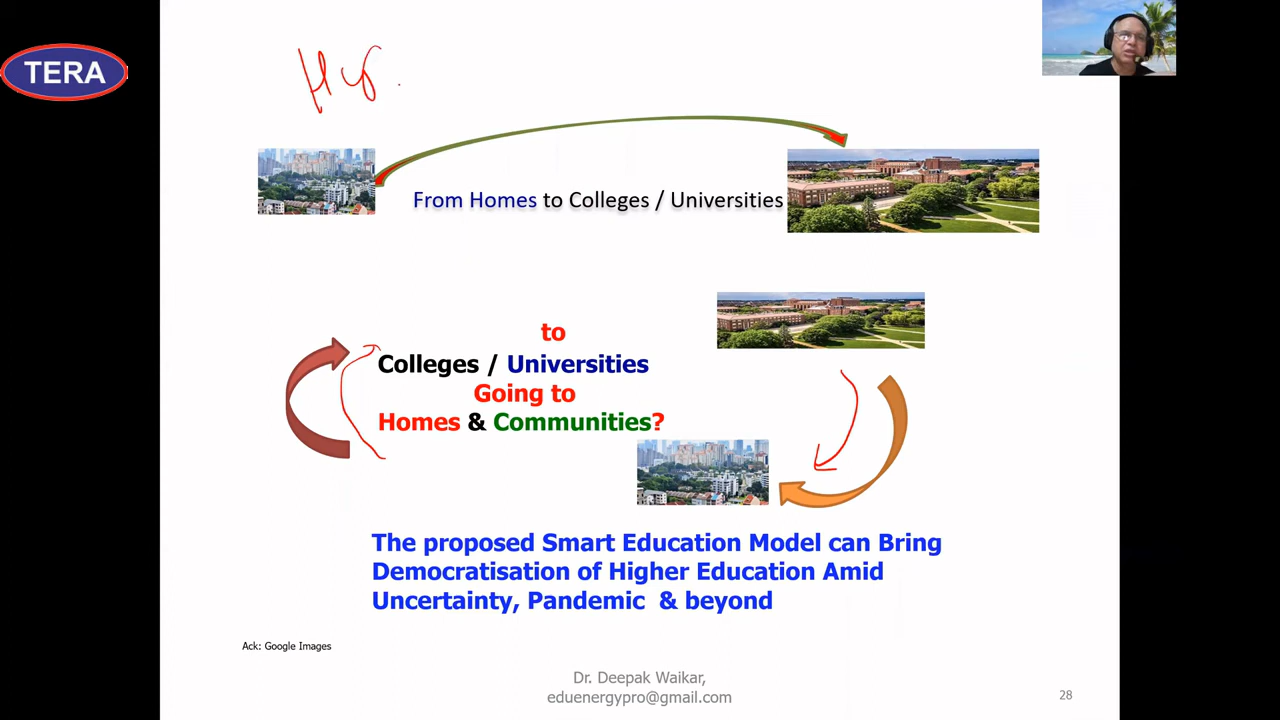 TERA
From Homes to Colleges / Universities
to
Colleges / Universities
Going to
Homes & Communities?
The proposed Smart Education Model can Bring
Democratisation of Higher Education Amid
Uncertainty, Pandemic & beyond
Ack: Google Images
Dr. Deepak Waikar,
eduenergypro@gmail.com
28